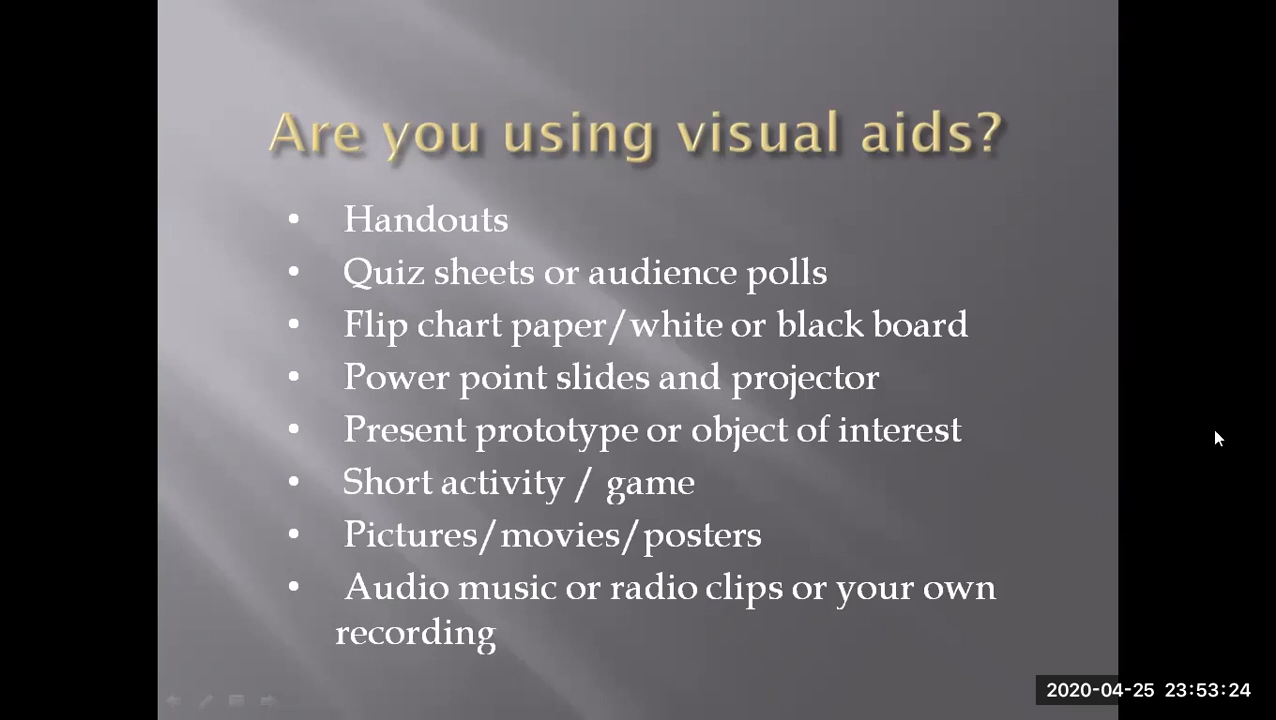 Are you using visual aids?
• Handouts
• Quiz sheets or audience polls
• Flip chart paper/white or black board
• Power point slides and projector
• Present prototype or object of interest
• Short activity / game
• Pictures/movies/posters
• Audio music or radio clips or your own
recording
2020-04-25 23:53:24